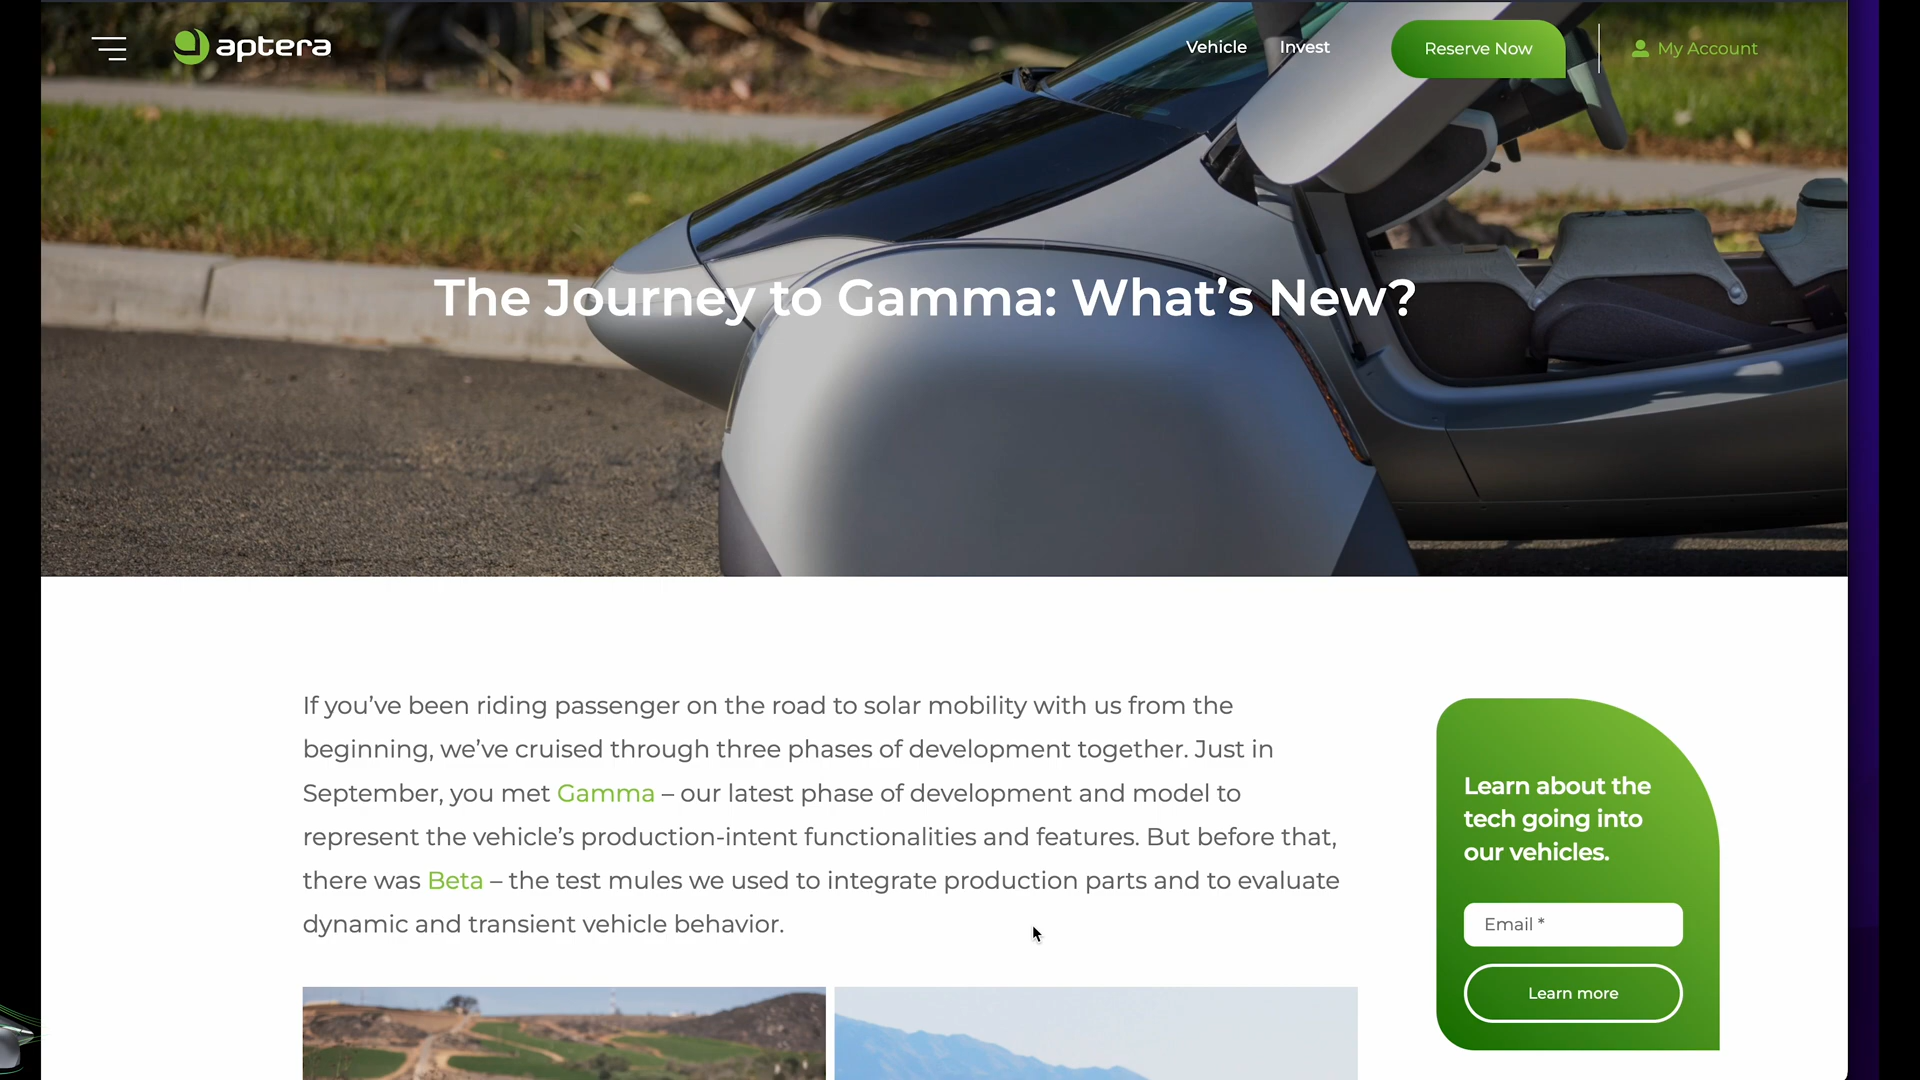 aptera
Vehicle
Invest
Reserve Now
My Account
The Journey to Gamma: What’s New?
If you’ve been riding passenger on the road to solar mobility with us from the
beginning, we’ve cruised through three phases of development together. Just in
September, you met Gamma – our latest phase of development and model to
represent the vehicle’s production-intent functionalities and features. But before that,
there was Beta – the test mules we used to integrate production parts and to evaluate
dynamic and transient vehicle behavior.
Learn about the
tech going into
our vehicles.
Email *
Learn more